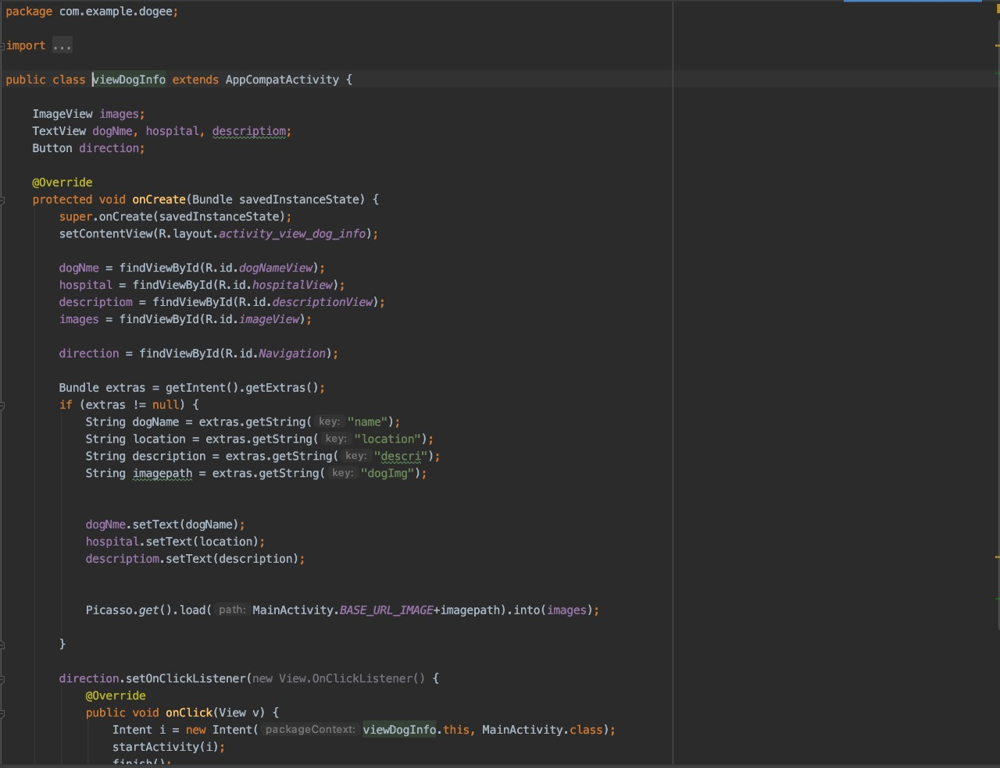 package com.example.dogee;
import ...
public class viewDogInfo extends AppCompatActivity {
ImageView images;
TextView dogNme, hospital, descriptiom;
Button direction;
@Override
protected void onCreate(Bundle savedInstanceState) {
super.onCreate(savedInstanceState);
setContentView(R.layout.activity_view_dog_info);
dogNme = findViewById(R.id.dogNameView);
hospital = findViewById(R.id.hospitalView);
descriptiom = findViewById(R.id.descriptionView);
images = findViewById(R.id.imageView);
direction = findViewById(R.id.Navigation);
Bundle extras = getIntent().getExtras();
if (extras != null) {
String dogName = extras.getString( key: "name");
String location = extras.getString( key: "location");
String description = extras.getString( key: "descri");
String imagepath = extras.getString( key: "dogImg");
dogNme.setText(dogName);
hospital.setText(location);
descriptiom.setText(description);
Picasso.get().load( path: MainActivity.BASE_URL_IMAGE+imagepath).into(images);
}
direction.setOnClickListener(new View.OnClickListener() {
@Override
public void onClick(View v) {
Intent i = new Intent( packageContext: viewDogInfo.this, MainActivity.class);
startActivity(i);
finish();